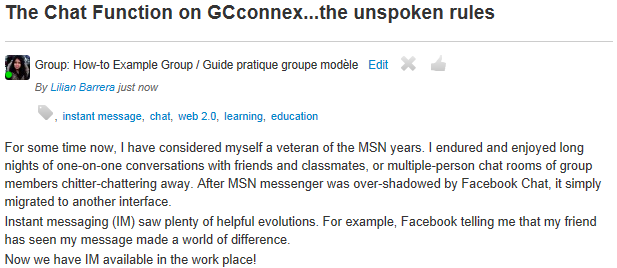 The Chat Function on GCconnex...the unspoken rules
Group: How-to Example Group / Guide pratique groupe modèle Edit
By Lilian Barrera just now
, instant message, chat, web 2.0, learning, education
For some time now, I have considered myself a veteran of the MSN years. I endured and enjoyed long
nights of one-on-one conversations with friends and classmates, or multiple-person chat rooms of group
members chitter-chattering away. After MSN messenger was over-shadowed by Facebook Chat, it simply
migrated to another interface.
Instant messaging (IM) saw plenty of helpful evolutions. For example, Facebook telling me that my friend
has seen my message made a world of difference.
Now we have IM available in the work place!